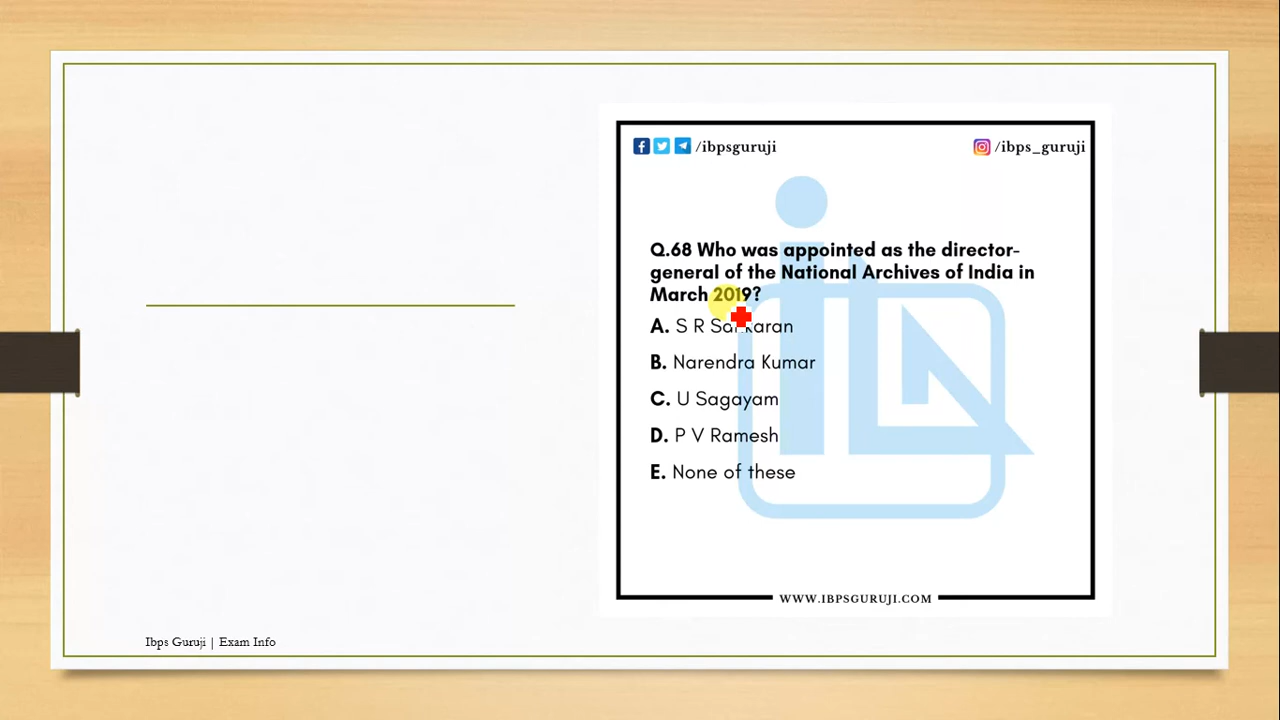 /ibpsguruji
/ibps_guruji
Q.68 Who was appointed as the director-
general of the National Archives of India in
March 2019?
A. S R Sankaran
B. Narendra Kumar
C. U Sagayam
D. P V Ramesh
E. None of these
WWW.IBPSGURUJI.COM
Ibps Guruji | Exam Info